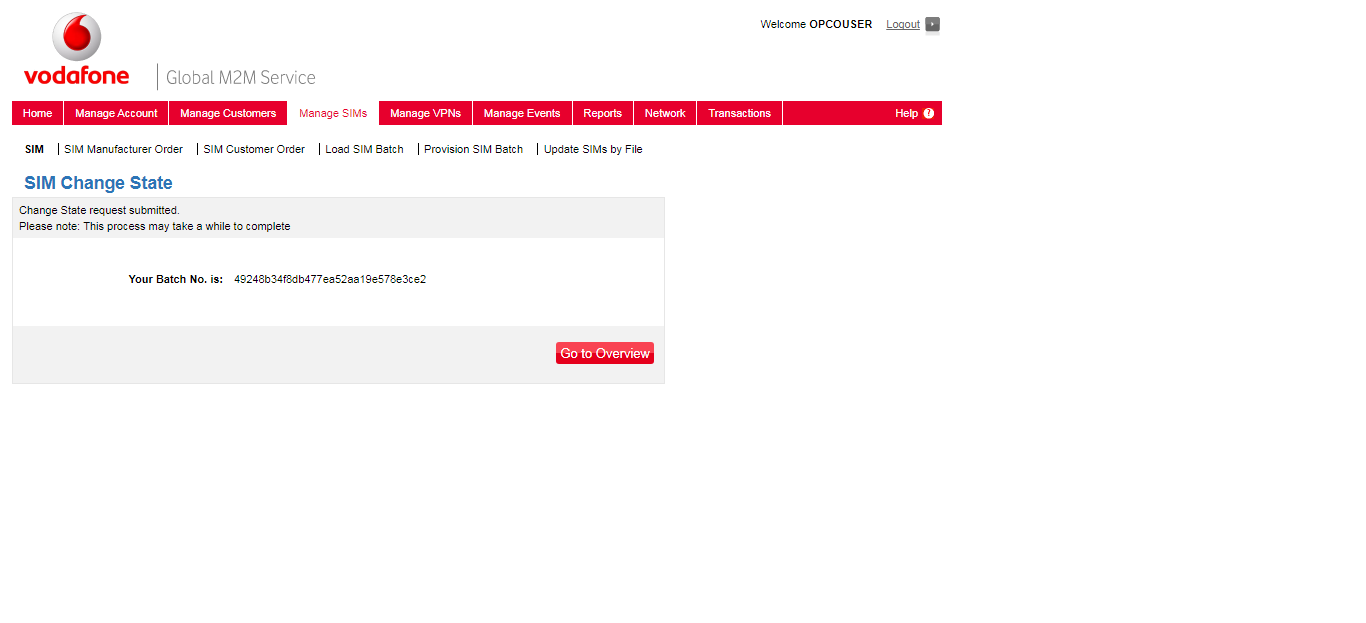 Welcome OPCOUSER Logout
vodafone Global M2M Service
Home Manage Account Manage Customers Manage SIMs Manage VPNs Manage Events Reports Network Transactions Help ?
SIM SIM Manufacturer Order SIM Customer Order Load SIM Batch Provision SIM Batch Update SIMs by File
SIM Change State
Change State request submitted.
Please note: This process may take a while to complete
Your Batch No. is: 49248b34f8db477ea52aa19e578e3ce2
Go to Overview